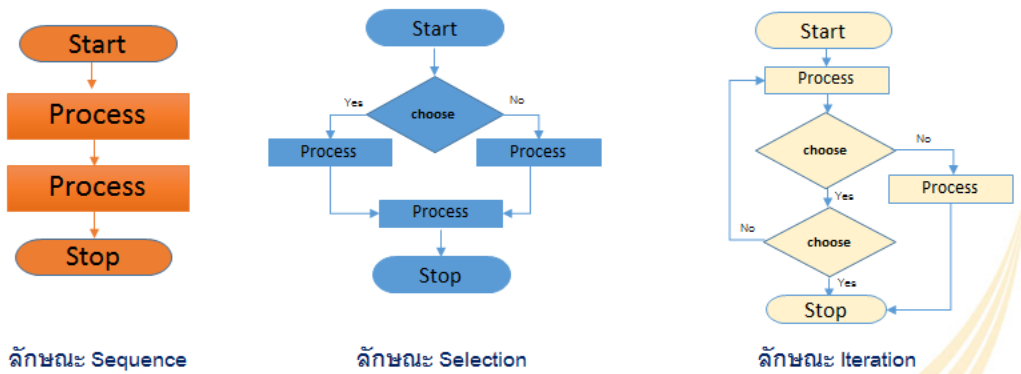 Start
Process
Process
Stop
ลักษณะ Sequence
Start
Yes
choose
No
Process
Process
Process
Stop
ลักษณะ Selection
Start
Process
choose
No
Process
Yes
No
choose
Yes
Stop
ลักษณะ Iteration